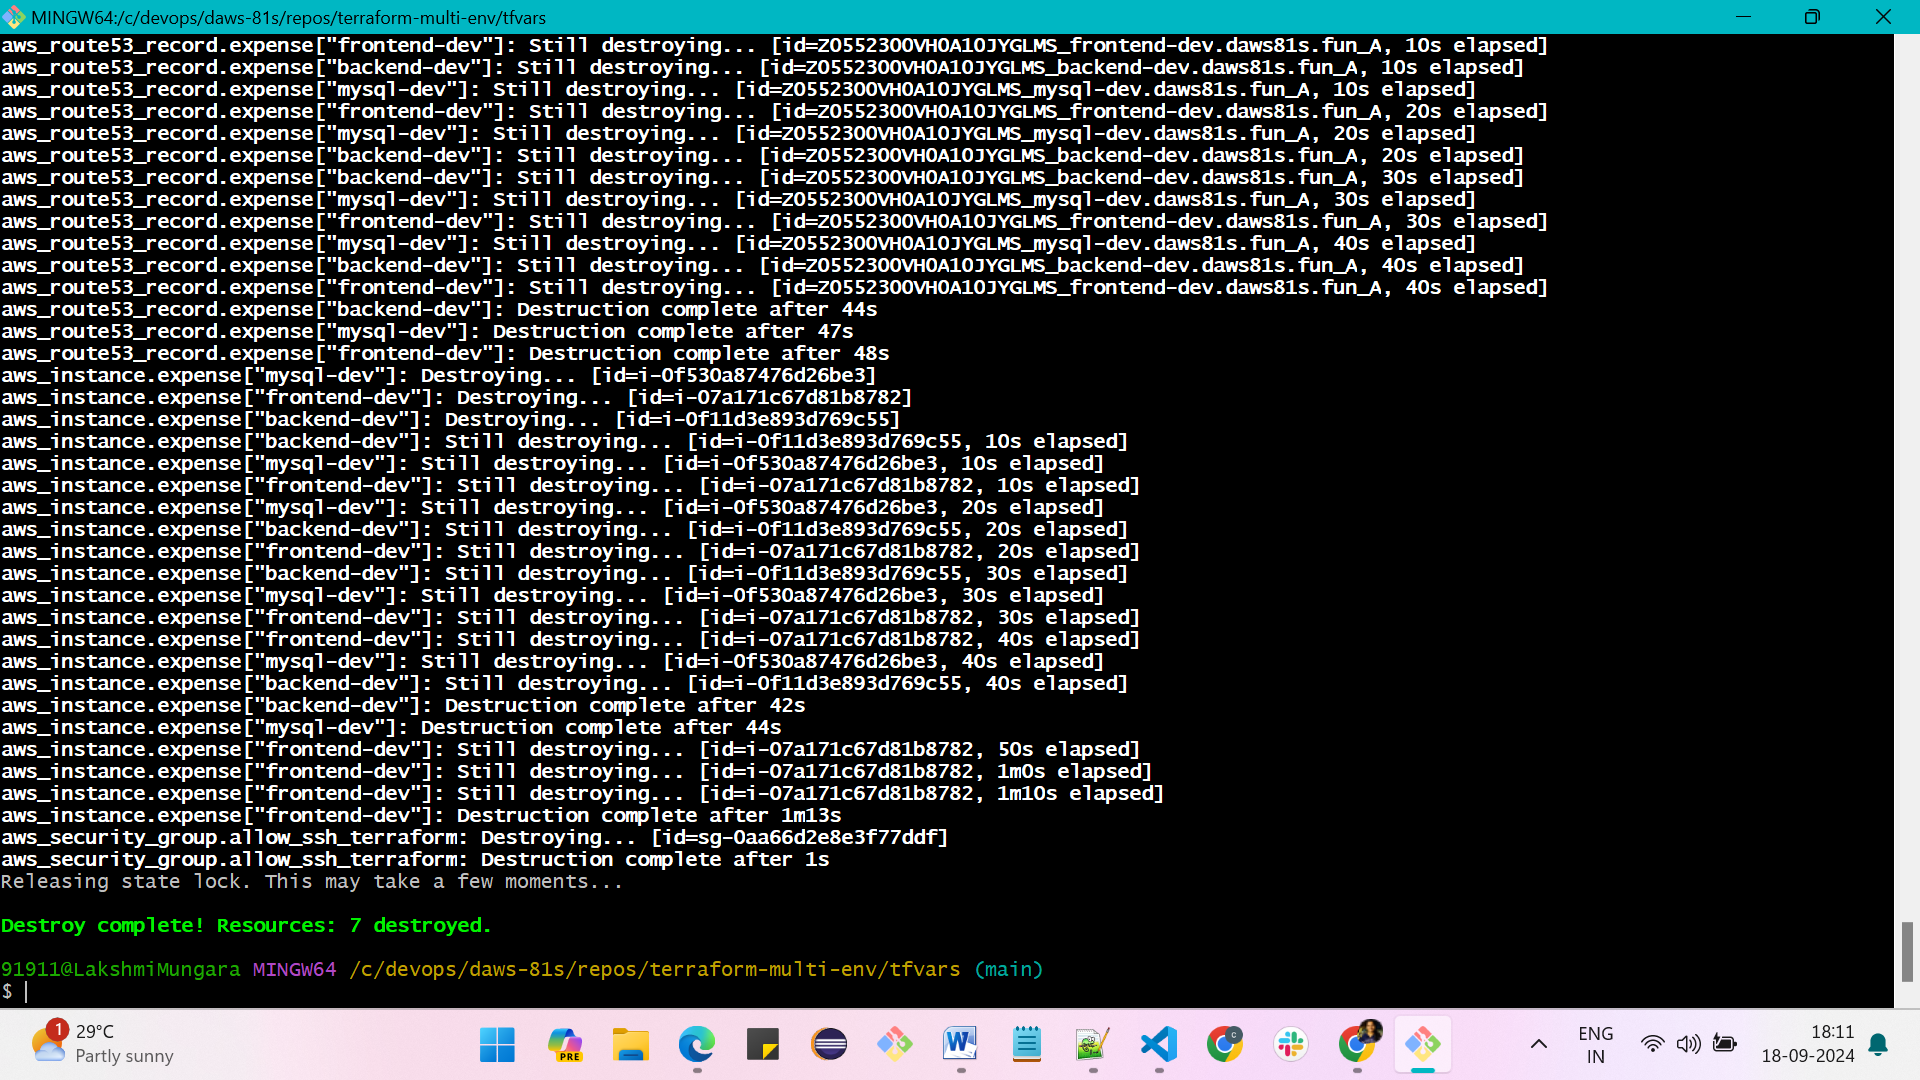 MINGW64:/c/devops/daws-81s/repos/terraform-multi-env/tfvars
aws_route53_record.expense["frontend-dev"]: Still destroying... [id=Z0552300VH0A10JYGLMS_frontend-dev.daws81s.fun_A, 10s elapsed]
aws_route53_record.expense["backend-dev"]: Still destroying... [id=Z0552300VH0A10JYGLMS_backend-dev.daws81s.fun_A, 10s elapsed]
aws_route53_record.expense["mysql-dev"]: Still destroying... [id=Z0552300VH0A10JYGLMS_mysql-dev.daws81s.fun_A, 10s elapsed]
aws_route53_record.expense["frontend-dev"]: Still destroying... [id=Z0552300VH0A10JYGLMS_frontend-dev.daws81s.fun_A, 20s elapsed]
aws_route53_record.expense["mysql-dev"]: Still destroying... [id=Z0552300VH0A10JYGLMS_mysql-dev.daws81s.fun_A, 20s elapsed]
aws_route53_record.expense["backend-dev"]: Still destroying... [id=Z0552300VH0A10JYGLMS_backend-dev.daws81s.fun_A, 20s elapsed]
aws_route53_record.expense["backend-dev"]: Still destroying... [id=Z0552300VH0A10JYGLMS_backend-dev.daws81s.fun_A, 30s elapsed]
aws_route53_record.expense["mysql-dev"]: Still destroying... [id=Z0552300VH0A10JYGLMS_mysql-dev.daws81s.fun_A, 30s elapsed]
aws_route53_record.expense["frontend-dev"]: Still destroying... [id=Z0552300VH0A10JYGLMS_frontend-dev.daws81s.fun_A, 30s elapsed]
aws_route53_record.expense["mysql-dev"]: Still destroying... [id=Z0552300VH0A10JYGLMS_mysql-dev.daws81s.fun_A, 40s elapsed]
aws_route53_record.expense["backend-dev"]: Still destroying... [id=Z0552300VH0A10JYGLMS_backend-dev.daws81s.fun_A, 40s elapsed]
aws_route53_record.expense["frontend-dev"]: Still destroying... [id=Z0552300VH0A10JYGLMS_frontend-dev.daws81s.fun_A, 40s elapsed]
aws_route53_record.expense["backend-dev"]: Destruction complete after 44s
aws_route53_record.expense["mysql-dev"]: Destruction complete after 47s
aws_route53_record.expense["frontend-dev"]: Destruction complete after 48s
aws_instance.expense["mysql-dev"]: Destroying... [id=i-0f530a87476d26be3]
aws_instance.expense["frontend-dev"]: Destroying... [id=i-07a171c67d81b8782]
aws_instance.expense["backend-dev"]: Destroying... [id=i-0f11d3e893d769c55]
aws_instance.expense["backend-dev"]: Still destroying... [id=i-0f11d3e893d769c55, 10s elapsed]
aws_instance.expense["mysql-dev"]: Still destroying... [id=i-0f530a87476d26be3, 10s elapsed]
aws_instance.expense["frontend-dev"]: Still destroying... [id=i-07a171c67d81b8782, 10s elapsed]
aws_instance.expense["mysql-dev"]: Still destroying... [id=i-0f530a87476d26be3, 20s elapsed]
aws_instance.expense["backend-dev"]: Still destroying... [id=i-0f11d3e893d769c55, 20s elapsed]
aws_instance.expense["frontend-dev"]: Still destroying... [id=i-07a171c67d81b8782, 20s elapsed]
aws_instance.expense["backend-dev"]: Still destroying... [id=i-0f11d3e893d769c55, 30s elapsed]
aws_instance.expense["mysql-dev"]: Still destroying... [id=i-0f530a87476d26be3, 30s elapsed]
aws_instance.expense["frontend-dev"]: Still destroying... [id=i-07a171c67d81b8782, 30s elapsed]
aws_instance.expense["frontend-dev"]: Still destroying... [id=i-07a171c67d81b8782, 40s elapsed]
aws_instance.expense["mysql-dev"]: Still destroying... [id=i-0f530a87476d26be3, 40s elapsed]
aws_instance.expense["backend-dev"]: Still destroying... [id=i-0f11d3e893d769c55, 40s elapsed]
aws_instance.expense["backend-dev"]: Destruction complete after 42s
aws_instance.expense["mysql-dev"]: Destruction complete after 44s
aws_instance.expense["frontend-dev"]: Still destroying... [id=i-07a171c67d81b8782, 50s elapsed]
aws_instance.expense["frontend-dev"]: Still destroying... [id=i-07a171c67d81b8782, 1m0s elapsed]
aws_instance.expense["frontend-dev"]: Still destroying... [id=i-07a171c67d81b8782, 1m10s elapsed]
aws_instance.expense["frontend-dev"]: Destruction complete after 1m13s
aws_security_group.allow_ssh_terraform: Destroying... [id=sg-0aa66d2e8e3f77ddf]
aws_security_group.allow_ssh_terraform: Destruction complete after 1s
Releasing state lock. This may take a few moments...
Destroy complete! Resources: 7 destroyed.
91911@LakshmiMungara MINGW64 /c/devops/daws-81s/repos/terraform-multi-env/tfvars (main)
$
1
29°C
Partly sunny
PRE
W
C
ENG
IN
18:11
18-09-2024